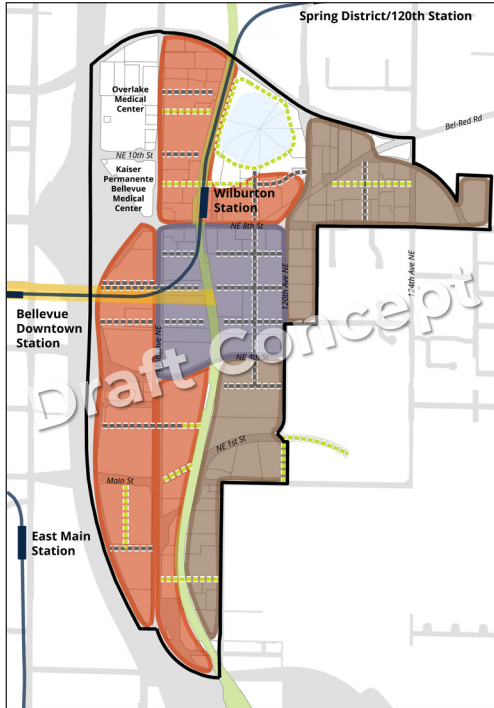 Spring District/120th Station
Overlake
Medical
Center
Bel-Red Rd
NE 10th St
Kaiser
Permanente
Bellevue
Medical
Center
Wilburton
Station
NE 8th St
120th Ave NE
124th Ave NE
Bellevue
Downtown
Station
Ave NE
NE 4th
Draft Concept
NE 1st St
Main St
East Main
Station